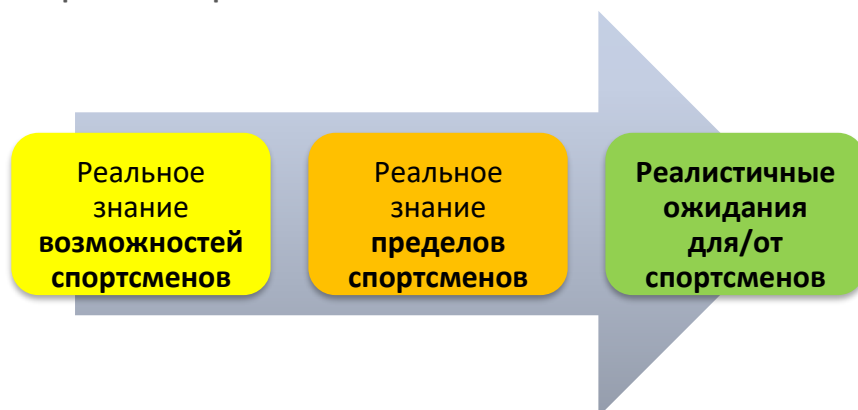 Реальное
знание
возможностей
спортсменов
Реальное
знание
пределов
спортсменов
Реалистичные
ожидания
для/от
спортсменов